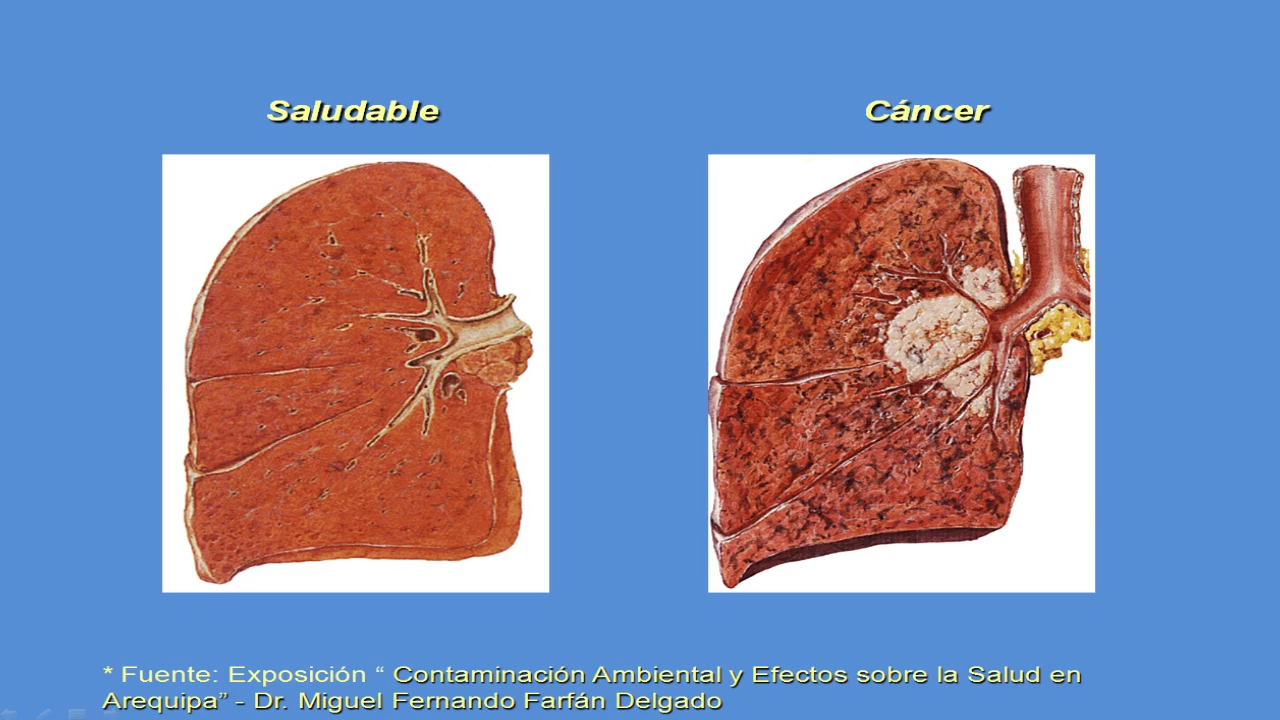 Saludable
Cáncer
* Fuente: Exposición “ Contaminación Ambiental y Efectos sobre la Salud en
Arequipa” - Dr. Miguel Fernando Farfán Delgado